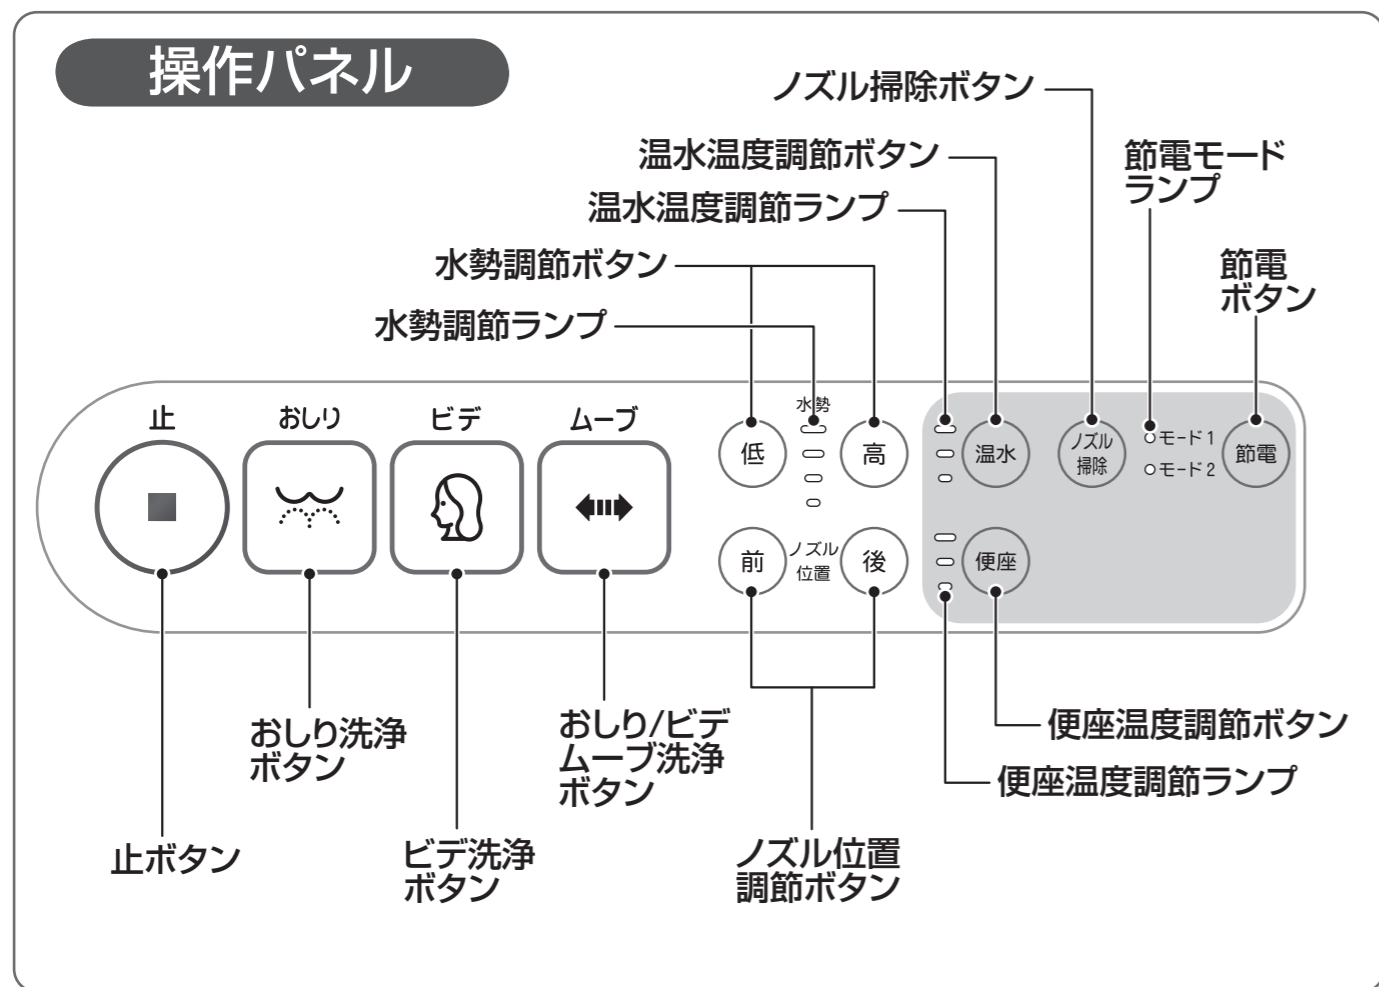 操作パネル
ノズル掃除ボタン
温水温度調節ボタン
節電モード
ランプ
温水温度調節ランプ
水勢調節ボタン
節電
ボタン
水勢調節ランプ
止
おしり
ビデ
ムーブ
水勢
低
高
温水
ノズル
掃除
モード1
モード2
節電
前
ノズル
位置
後
便座
おしり洗浄
ボタン
おしり/ビデ
ムーブ洗浄
ボタン
便座温度調節ボタン
便座温度調節ランプ
止ボタン
ビデ洗浄
ボタン
ノズル位置
調節ボタン